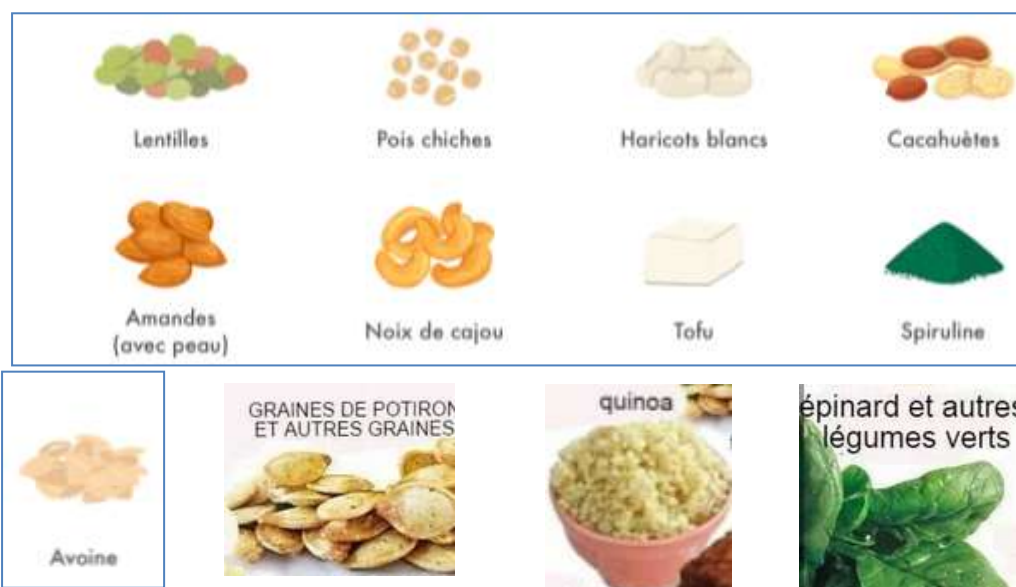 Lentilles
Pois chiches
Haricots blancs
Cacahuètes
Amandes
(avec peau)
Noix de cajou
Tofu
Spiruline
Avoine
GRAINES DE POTIRON
ET AUTRES GRAINES
quinoa
épinard et autres
légumes verts